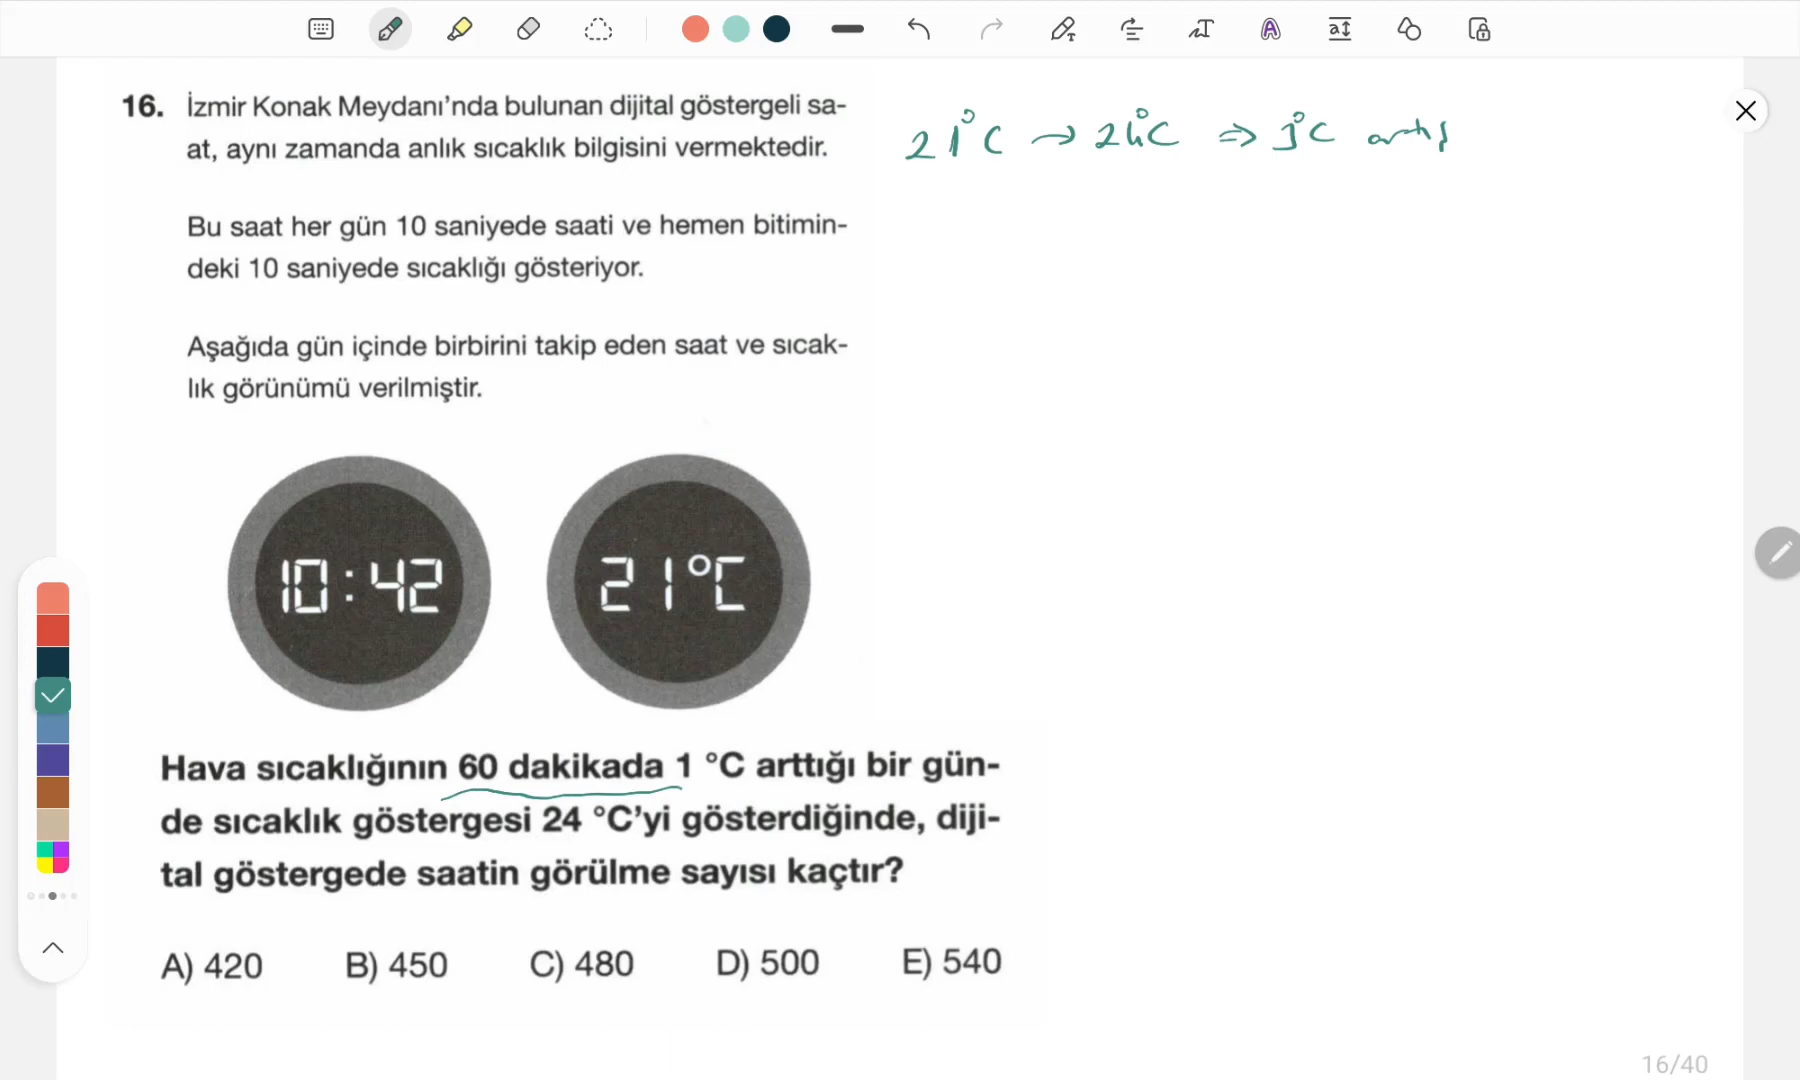 16. İzmir Konak Meydanı'nda bulunan dijital göstergeli sa-
at, aynı zamanda anlık sıcaklık bilgisini vermektedir.
21°C → 24°C ⇒ 3°C artış
Bu saat her gün 10 saniyede saati ve hemen bitimin-
deki 10 saniyede sıcaklığı gösteriyor.
Aşağıda gün içinde birbirini takip eden saat ve sıcak-
lık görünümü verilmiştir.
10:42
21°C
Hava sıcaklığının 60 dakikada 1 °C arttığı bir gün-
de sıcaklık göstergesi 24 °C'yi gösterdiğinde, diji-
tal göstergede saatin görülme sayısı kaçtır?
A) 420 B) 450 C) 480 D) 500 E) 540
16/40